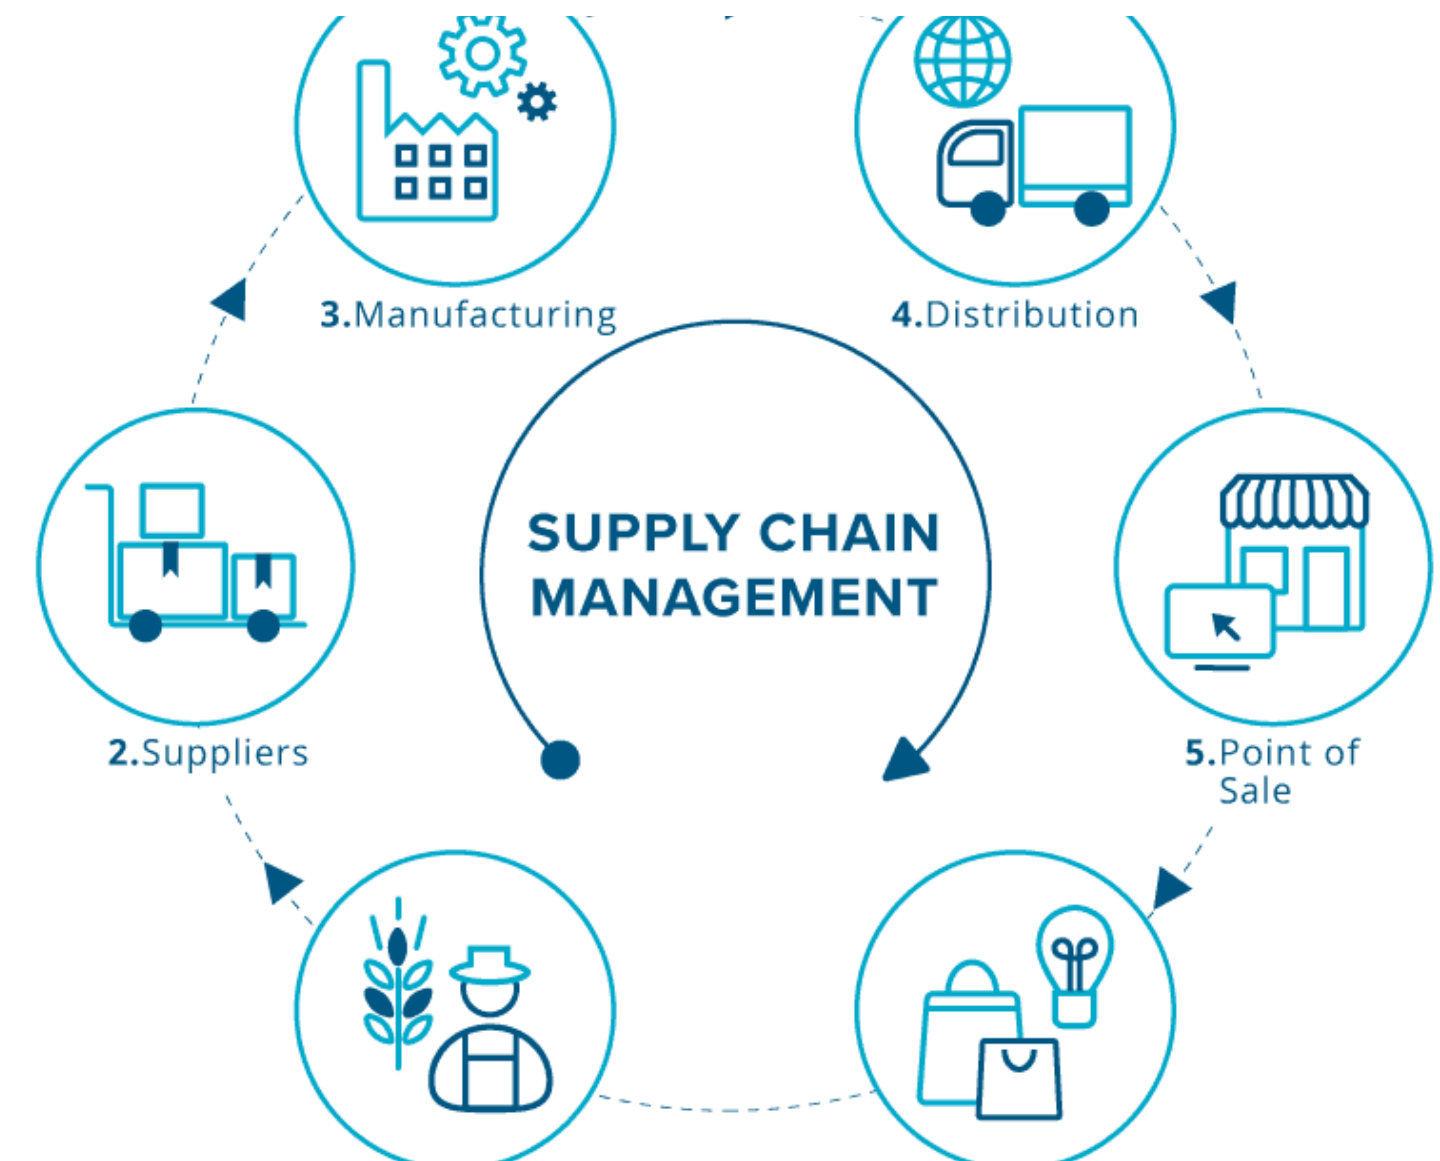 3.Manufacturing
4.Distribution
SUPPLY CHAIN
MANAGEMENT
2.Suppliers
5.Point of
Sale